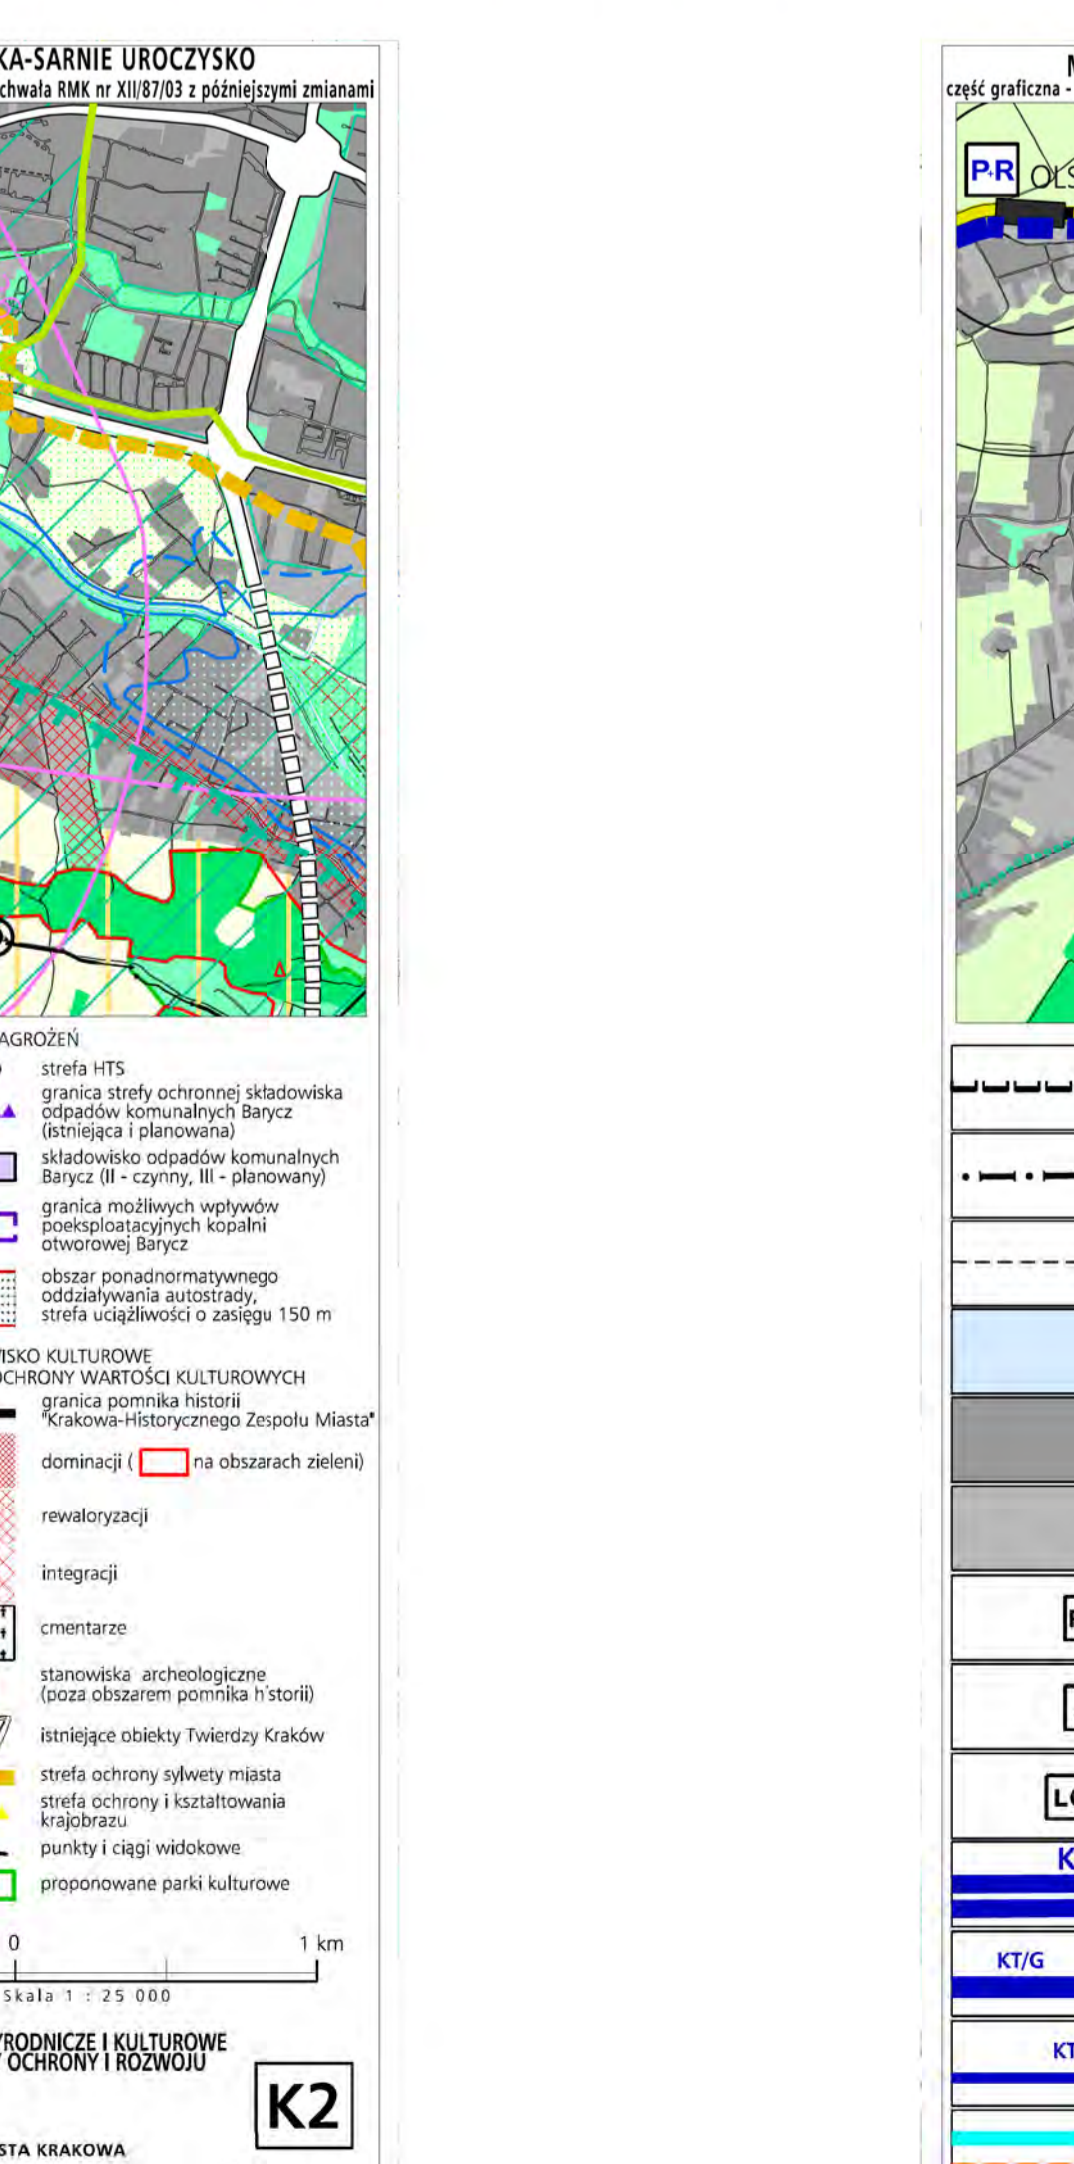 KA-SARNIE UROCZYSKO
chwała RMK nr XII/87/03 z późniejszymi zmianami
AGROŻEŃ
strefa HTS
granica strefy ochronnej składowiska
odpadów komunalnych Barycz
(istniejąca i planowana)
składowisko odpadów komunalnych
Barycz (II - czynny, III - planowany)
granica możliwych wpływów
poeksploatacyjnych kopalni
otworowej Barycz
obszar ponadnormatywnego
oddziaływania autostrady,
strefa uciążliwości o zasięgu 150 m
ISKO KULTUROWE
OCHRONY WARTOŚCI KULTUROWYCH
granica pomnika historii
"Krakowa-Historycznego Zespołu Miasta"
dominacji ( na obszarach zieleni)
rewaloryzacji
integracji
cmentarze
stanowiska archeologiczne
(poza obszarem pomnika h'storii)
istniejące obiekty Twierdzy Kraków
strefa ochrony sylwety miasta
strefa ochrony i kształtowania
krajobrazu
punkty i ciągi widokowe
proponowane parki kulturowe
0 1 km
Skala 1 : 25 000
YRODNICZE I KULTUROWE
Y OCHRONY I ROZWOJU
K2
STA KRAKOWA
część graficzna -
P+R OLS
KT/G